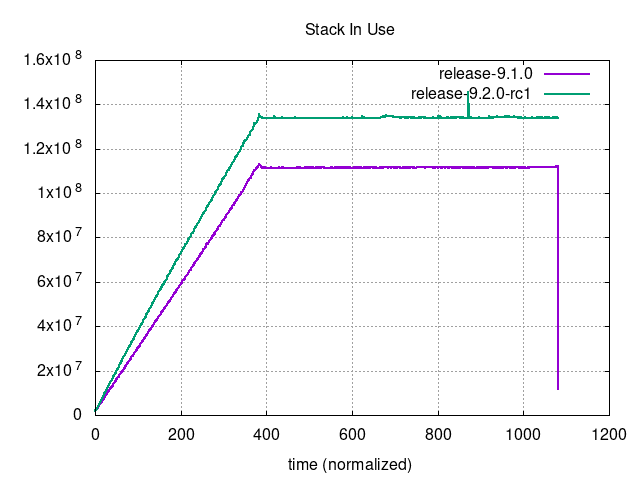 Stack In Use
1.6x10^8
1.4x10^8
1.2x10^8
1x10^8
8x10^7
6x10^7
4x10^7
2x10^7
0
release-9.1.0
release-9.2.0-rc1
0 200 400 600 800 1000 1200
time (normalized)